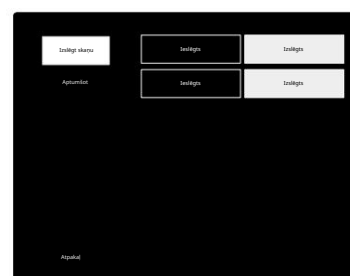 Izslēgt skaņu
Ieslēgts
Izslēgts
Aptumšot
Ieslēgts
Izslēgts
Atpakaļ